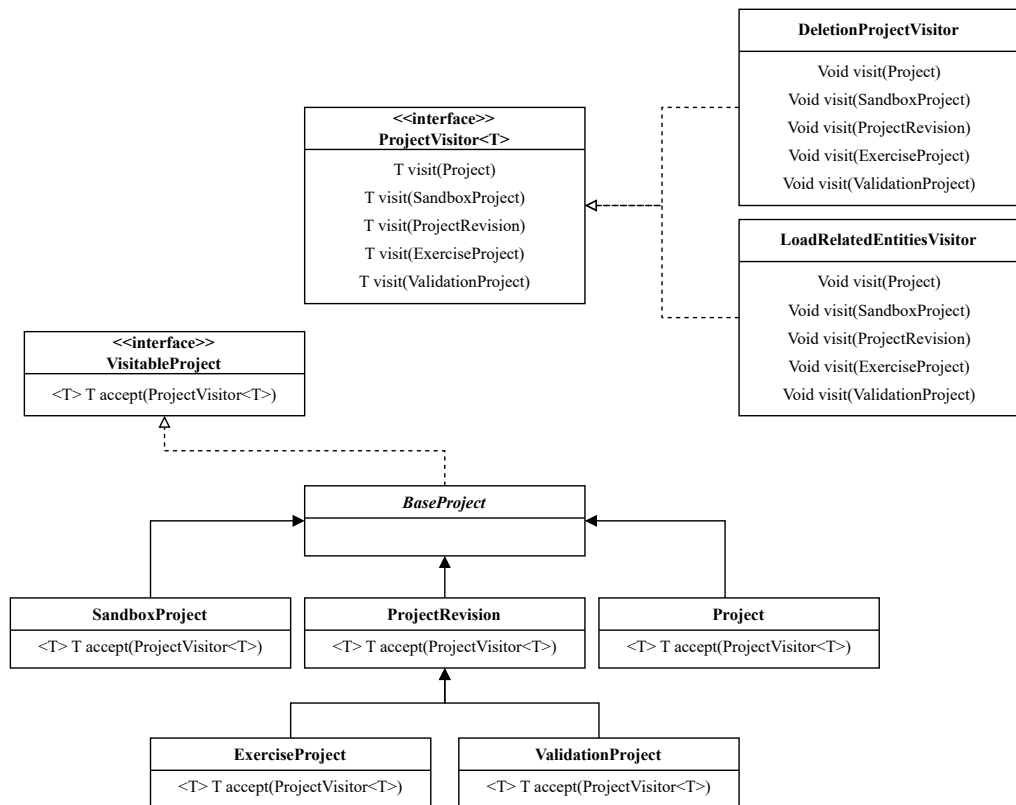 DeletionProjectVisitor
Void visit(Project)
Void visit(SandboxProject)
Void visit(ProjectRevision)
Void visit(ExerciseProject)
Void visit(ValidationProject)
<<interface>>
ProjectVisitor<T>
T visit(Project)
T visit(SandboxProject)
T visit(ProjectRevision)
T visit(ExerciseProject)
T visit(ValidationProject)
LoadRelatedEntitiesVisitor
Void visit(Project)
Void visit(SandboxProject)
Void visit(ProjectRevision)
Void visit(ExerciseProject)
Void visit(ValidationProject)
<<interface>>
VisitableProject
<T> T accept(ProjectVisitor<T>)
BaseProject
SandboxProject
<T> T accept(ProjectVisitor<T>)
ProjectRevision
<T> T accept(ProjectVisitor<T>)
Project
<T> T accept(ProjectVisitor<T>)
ExerciseProject
<T> T accept(ProjectVisitor<T>)
ValidationProject
<T> T accept(ProjectVisitor<T>)